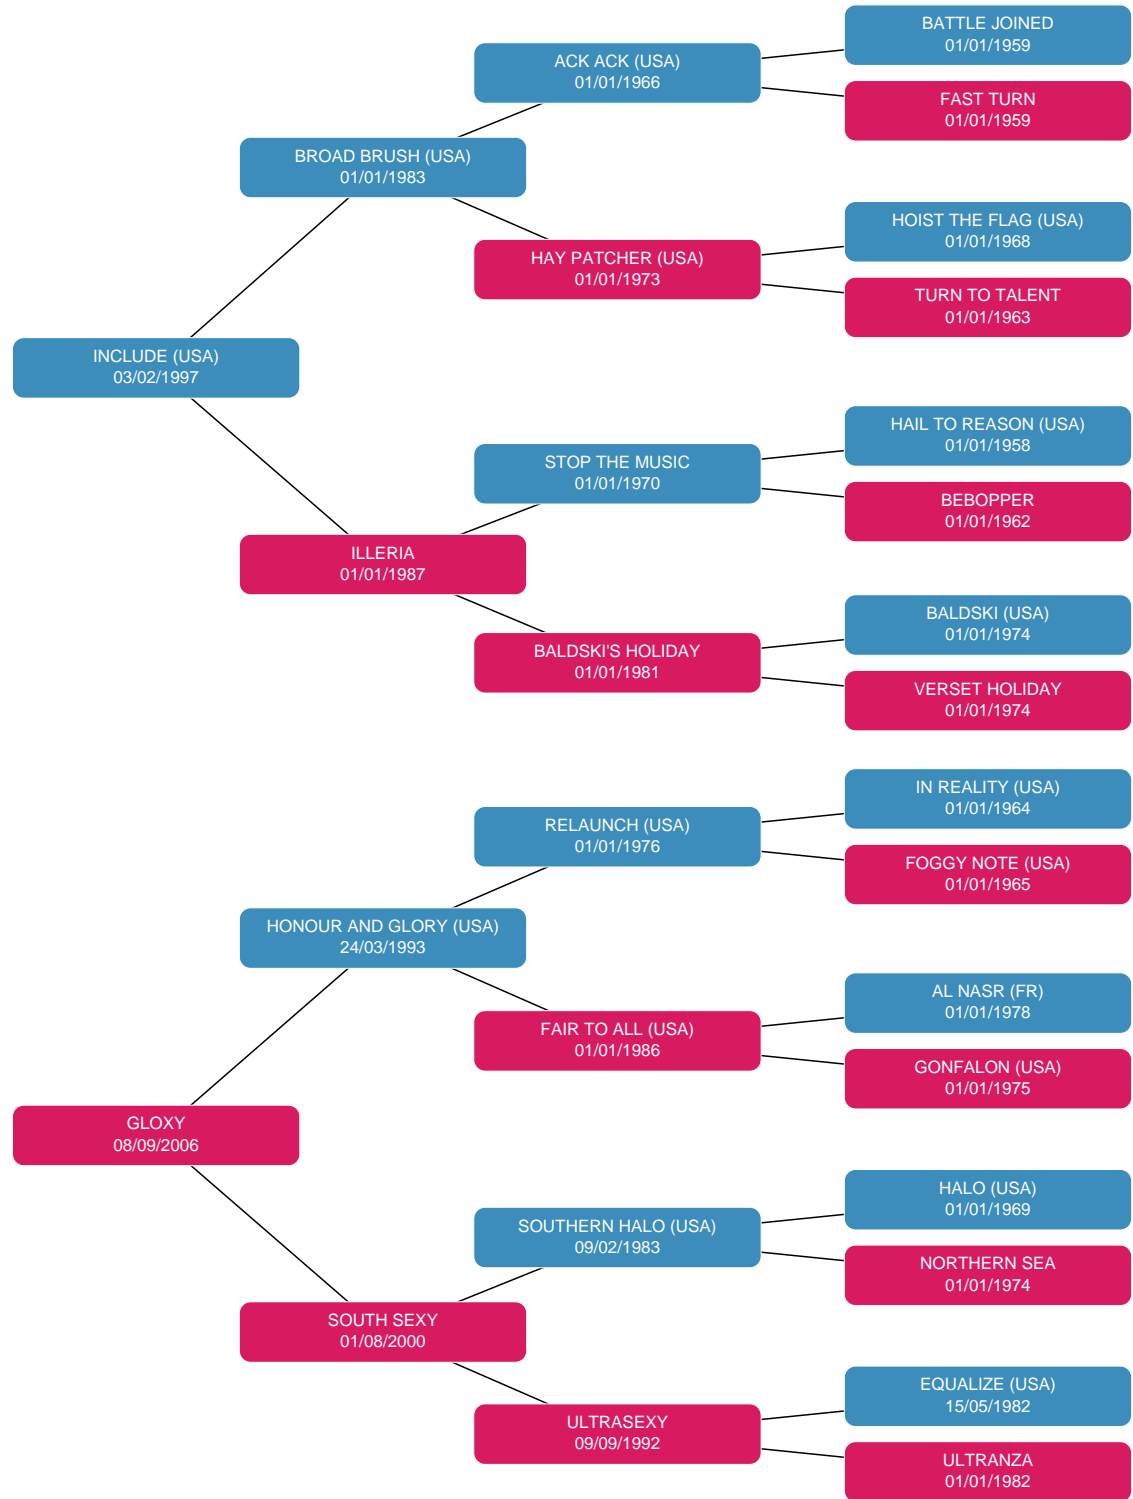 BATTLE JOINED
01/01/1959
ACK ACK (USA)
01/01/1966
FAST TURN
01/01/1959
BROAD BRUSH (USA)
01/01/1983
HOIST THE FLAG (USA)
01/01/1968
HAY PATCHER (USA)
01/01/1973
TURN TO TALENT
01/01/1963
INCLUDE (USA)
03/02/1997
HAIL TO REASON (USA)
01/01/1958
STOP THE MUSIC
01/01/1970
BEBOPPER
01/01/1962
ILLERIA
01/01/1987
BALDSKI (USA)
01/01/1974
BALDSKI'S HOLIDAY
01/01/1981
VERSET HOLIDAY
01/01/1974
IN REALITY (USA)
01/01/1964
RELAUNCH (USA)
01/01/1976
FOGGY NOTE (USA)
01/01/1965
HONOUR AND GLORY (USA)
24/03/1993
AL NASR (FR)
01/01/1978
FAIR TO ALL (USA)
01/01/1986
GONFALON (USA)
01/01/1975
GLOXY
08/09/2006
HALO (USA)
01/01/1969
SOUTHERN HALO (USA)
09/02/1983
NORTHERN SEA
01/01/1974
SOUTH SEXY
01/08/2000
EQUALIZE (USA)
15/05/1982
ULTRASEXY
09/09/1992
ULTRANZA
01/01/1982